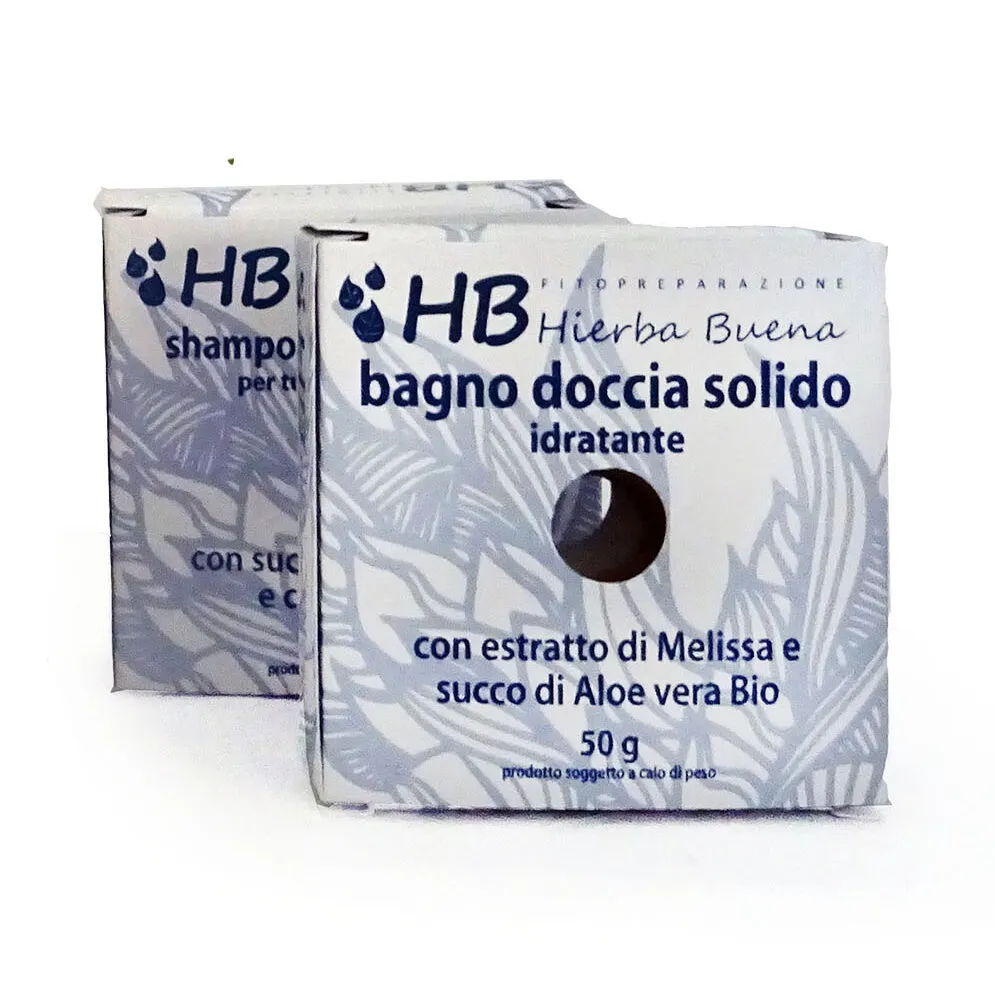 HB
shampo
per tu
con suc
e c
prodo
HB
FITOPREPARAZIONE
Hierba Buena
bagno doccia solido
idratante
con estratto di Melissa e
succo di Aloe vera Bio
50 g
prodotto soggetto a calo di peso